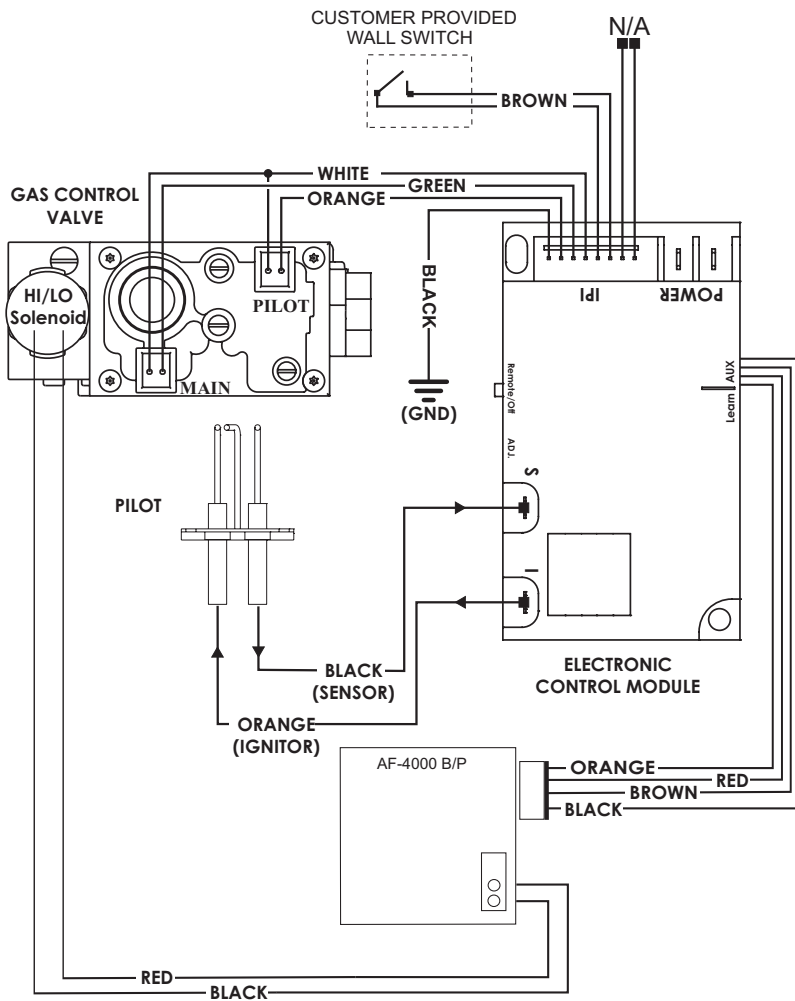 CUSTOMER PROVIDED
WALL SWITCH
N/A
BROWN
WHITE
GREEN
ORANGE
GAS CONTROL
VALVE
HI/LO
Solenoid
PILOT
MAIN
BLACK
(GND)
IPI
POWER
Remote/Off
ADJ.
AUX
Learn
S
I
PILOT
BLACK
(SENSOR)
ORANGE
(IGNITOR)
ELECTRONIC
CONTROL MODULE
AF-4000 B/P
ORANGE
RED
BROWN
BLACK
RED
BLACK